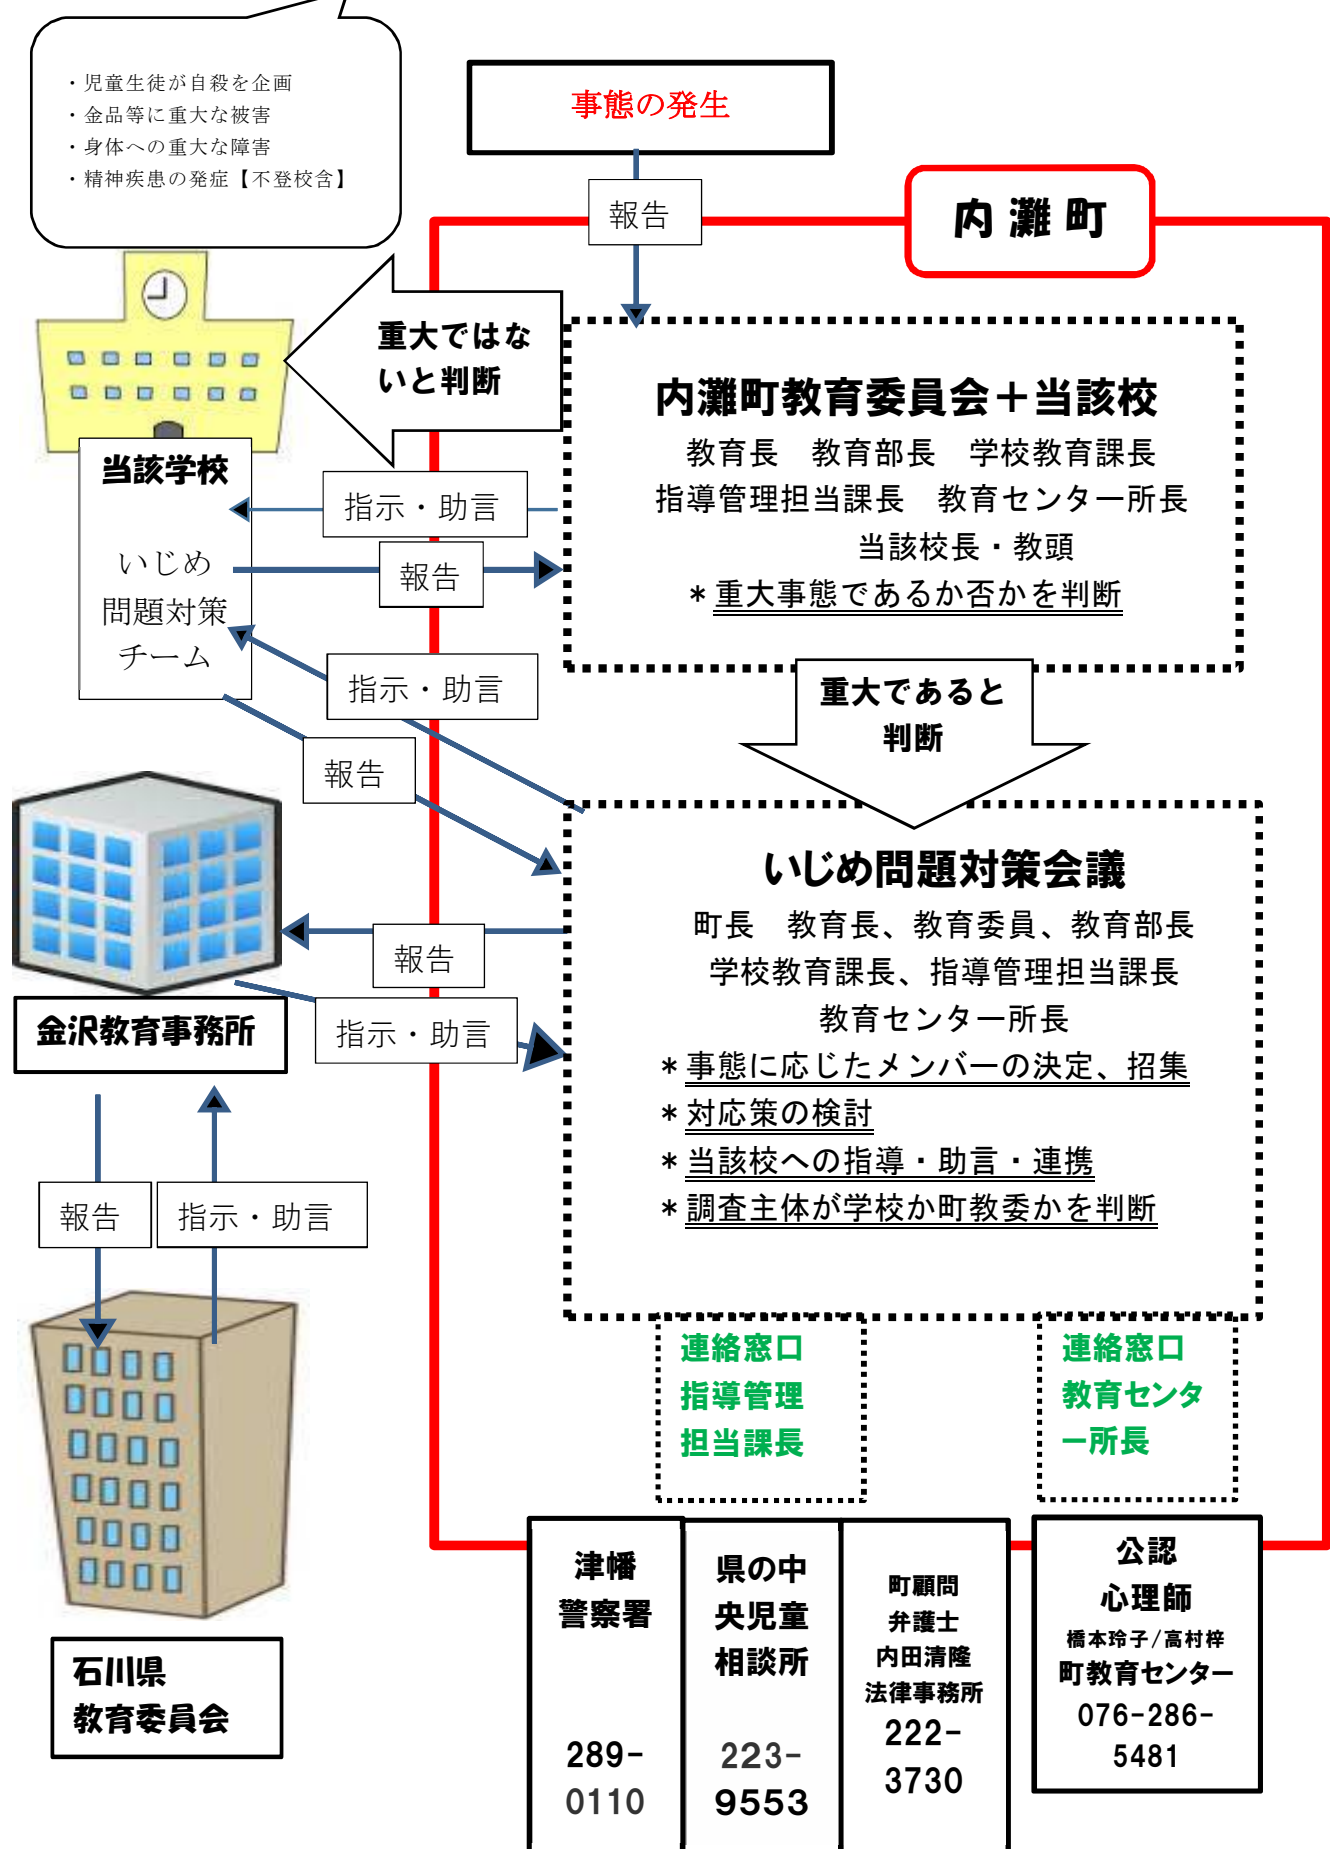 ・児童生徒が自殺を企画
・金品等に重大な被害
・身体への重大な障害
・精神疾患の発症【不登校含】
事態の発生
報告
内灘町
重大ではな
いと判断
内灘町教育委員会＋当該校
教育長　教育部長　学校教育課長
指導管理担当課長　教育センター所長
当該校長・教頭
＊重大事態であるか否かを判断
当該学校
いじめ
問題対策
チーム
指示・助言
報告
指示・助言
報告
重大であると
判断
いじめ問題対策会議
町長　教育長、教育委員、教育部長
学校教育課長、指導管理担当課長
教育センター所長
＊事態に応じたメンバーの決定、招集
＊対応策の検討
＊当該校への指導・助言・連携
＊調査主体が学校か町教委かを判断
報告
指示・助言
金沢教育事務所
報告
指示・助言
石川県
教育委員会
連絡窓口
指導管理
担当課長
連絡窓口
教育センタ
ー所長
津幡
警察署
289-
0110
県の中
央児童
相談所
223-
9553
町顧問
弁護士
内田清隆
法律事務所
222-
3730
公認
心理師
橋本玲子/高村梓
町教育センター
076-286-
5481